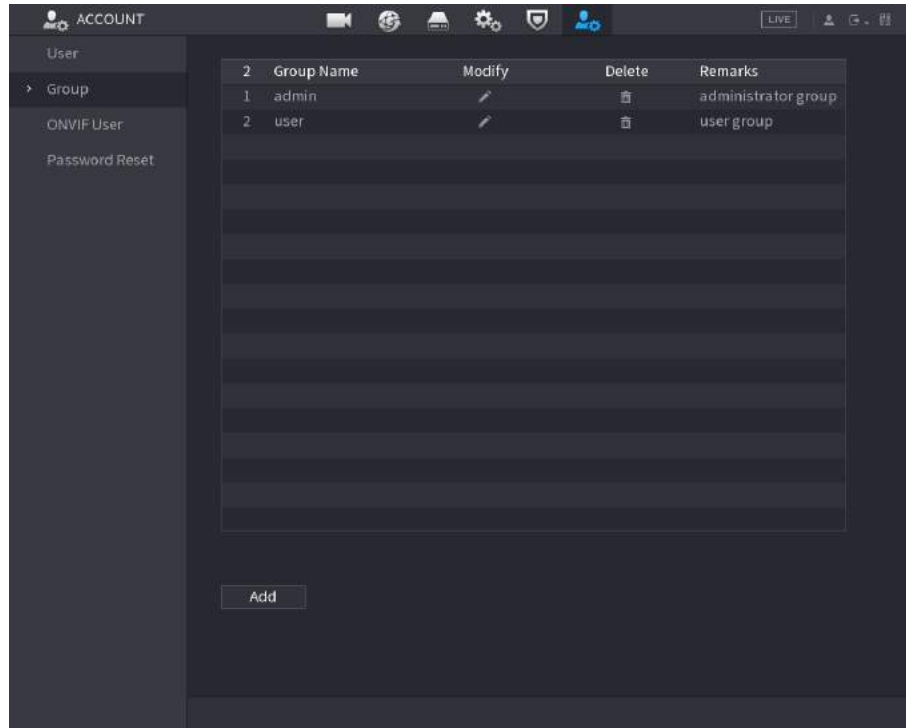 ACCOUNT LIVE
User
Group
ONVIF User
Password Reset
2 Group Name Modify Delete Remarks
1 admin administrator group
2 user user group
Add